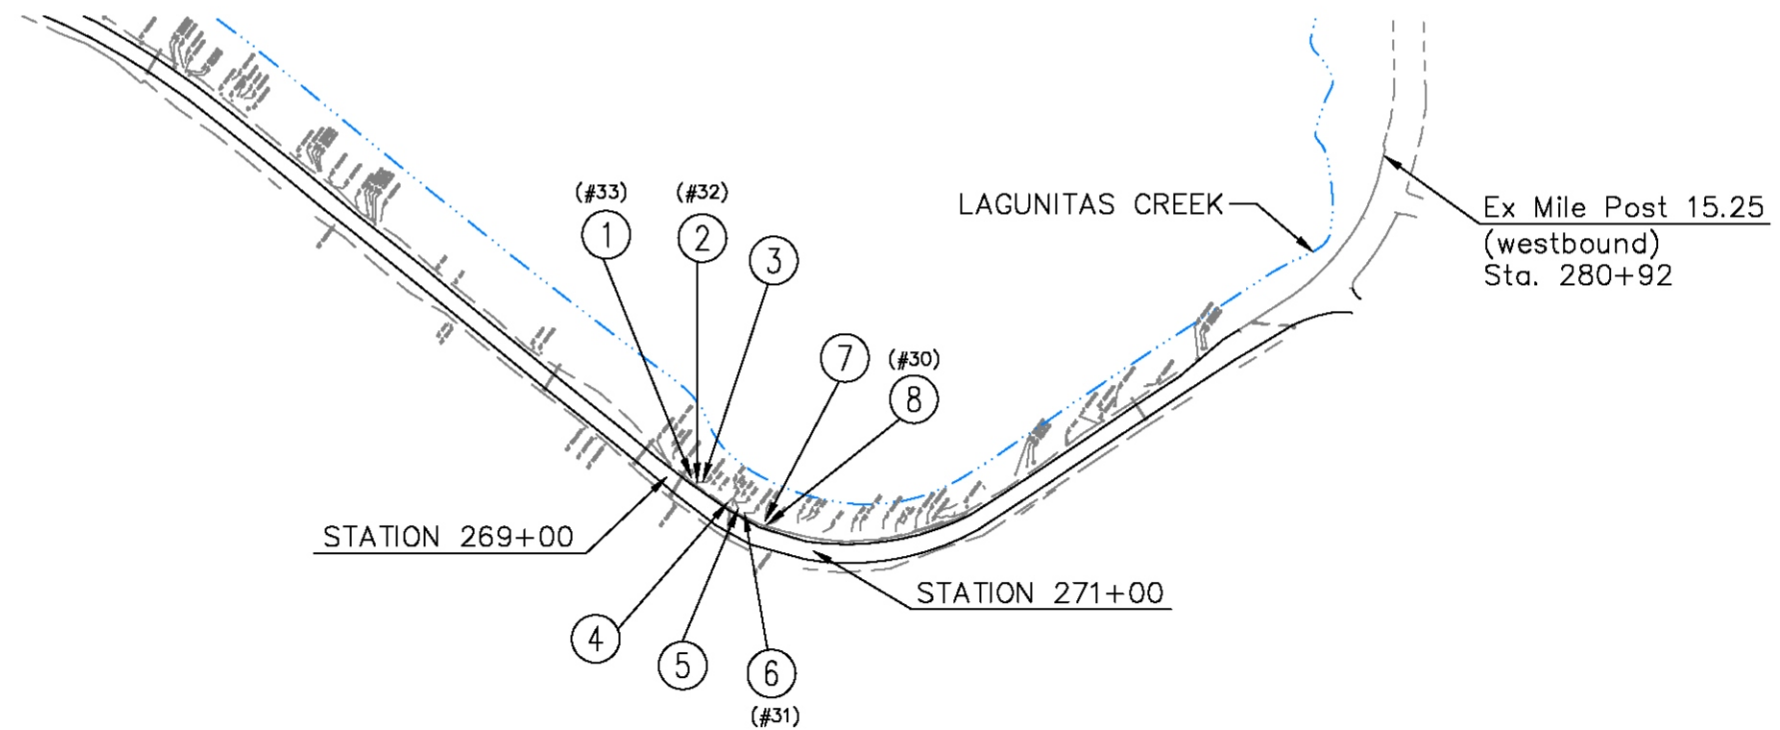 (#33)
(#32)
1
2
3
LAGUNITAS CREEK
Ex Mile Post 15.25
(westbound)
Sta. 280+92
7
(#30)
8
STATION 269+00
STATION 271+00
4
5
6
(#31)